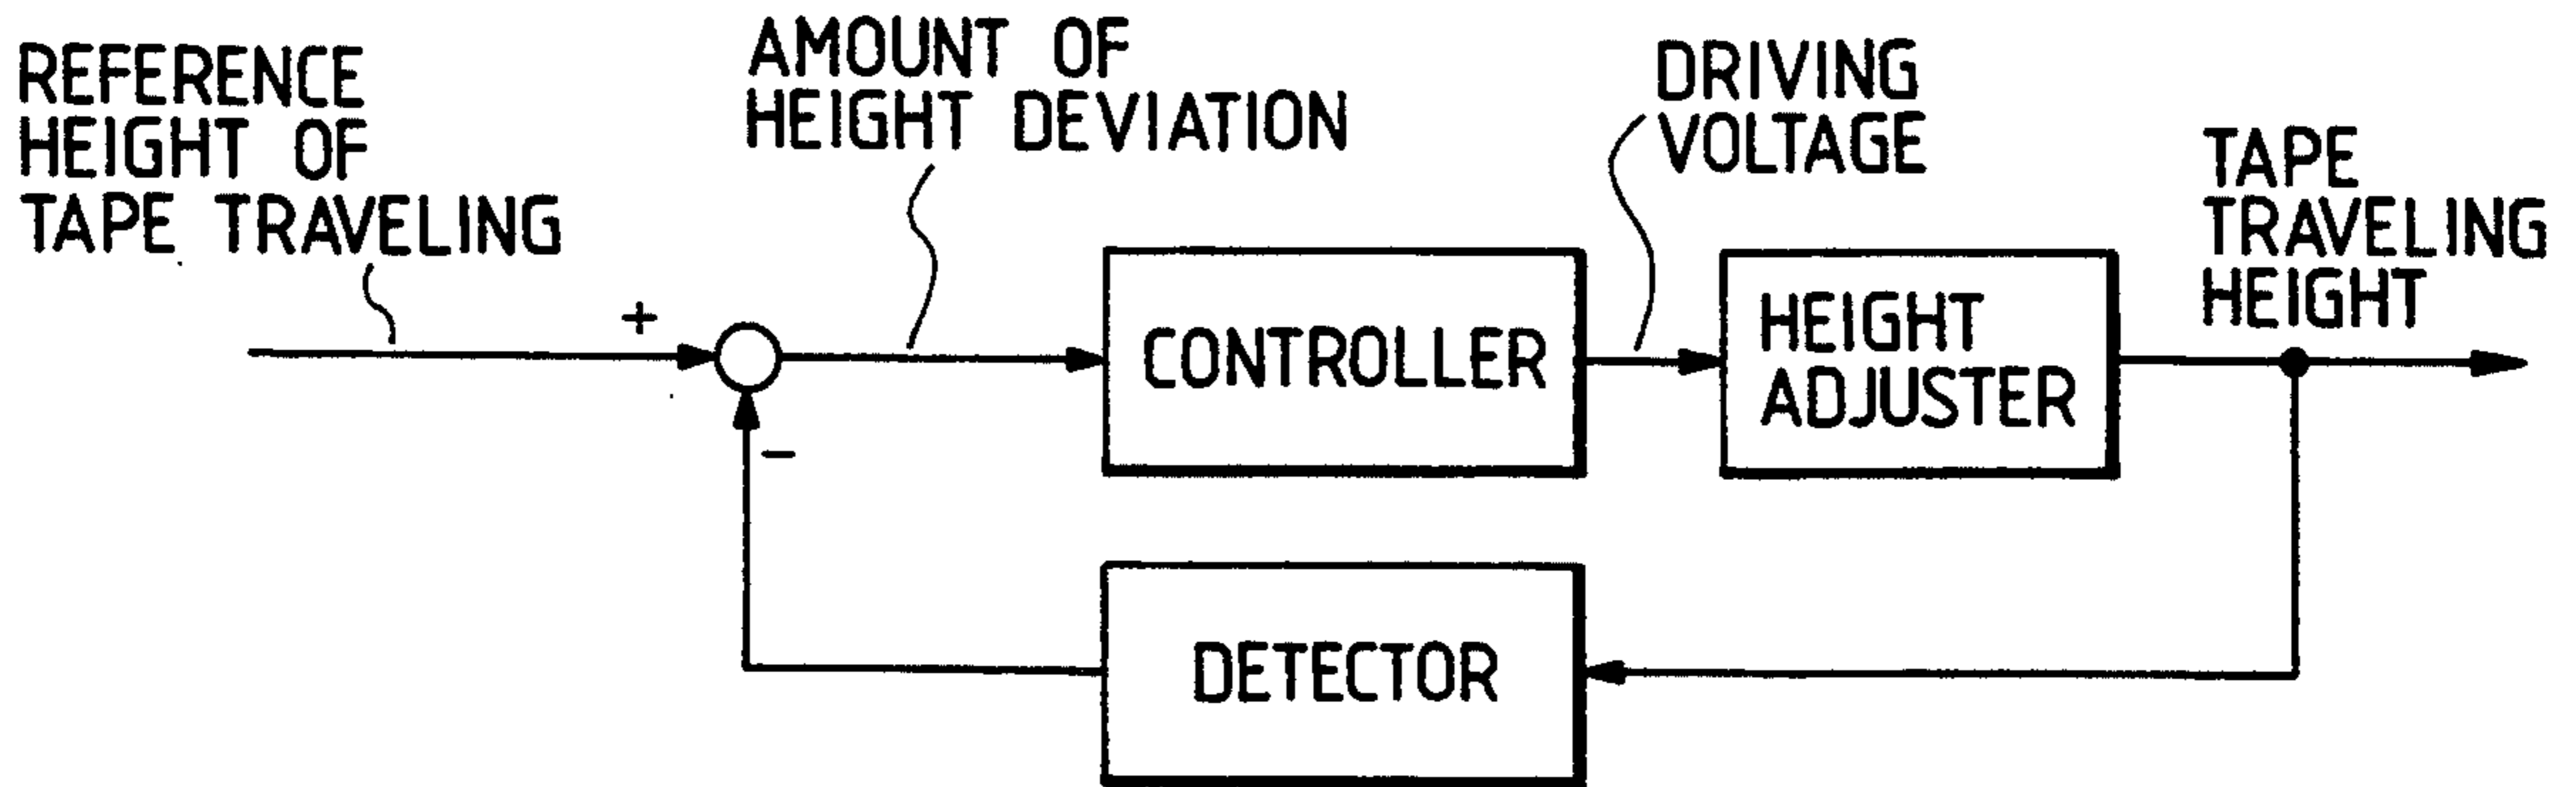 REFERENCE
HEIGHT OF
TAPE TRAVELING
AMOUNT OF
HEIGHT DEVIATION
DRIVING
VOLTAGE
TAPE
TRAVELING
HEIGHT
+
−
CONTROLLER
HEIGHT
ADJUSTER
DETECTOR